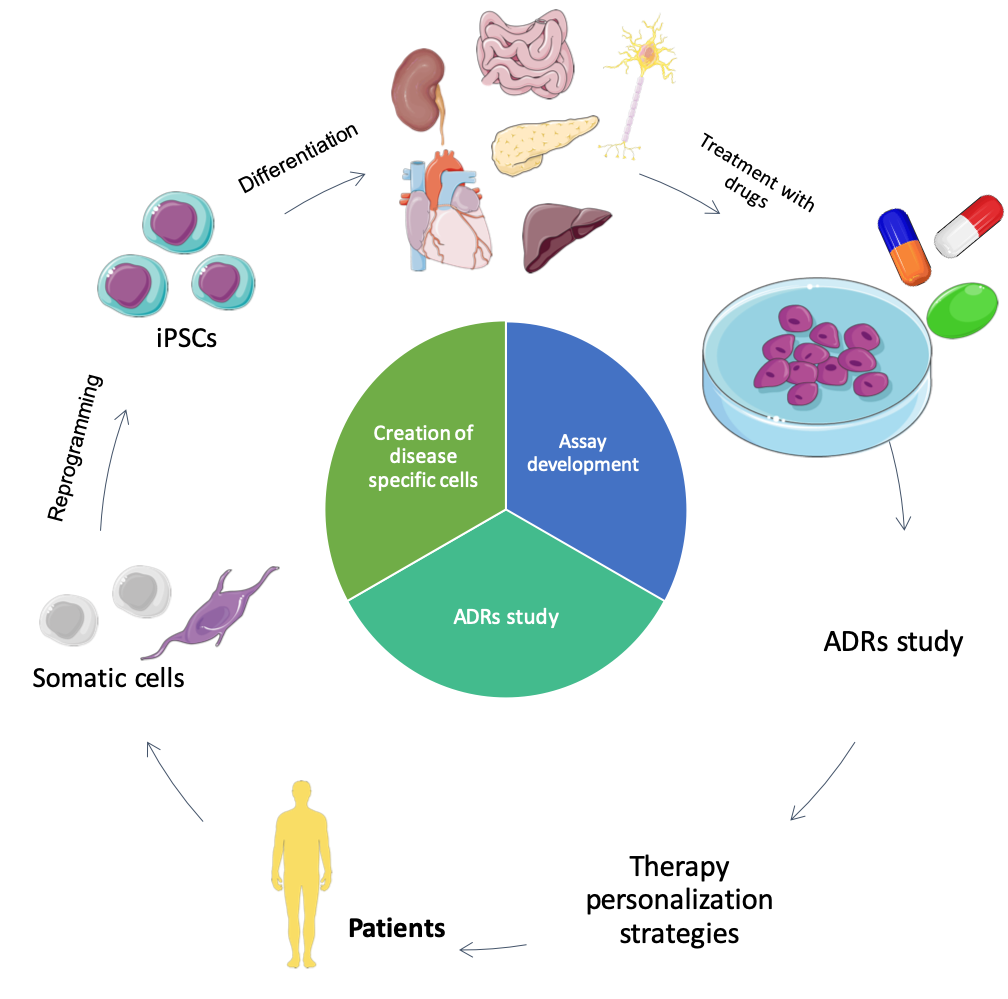 Differentiation
Treatment with
drugs
iPSCs
Reprogramming
Creation of
disease
specific cells
Assay
development
ADRs study
ADRs study
Somatic cells
Therapy
personalization
strategies
Patients